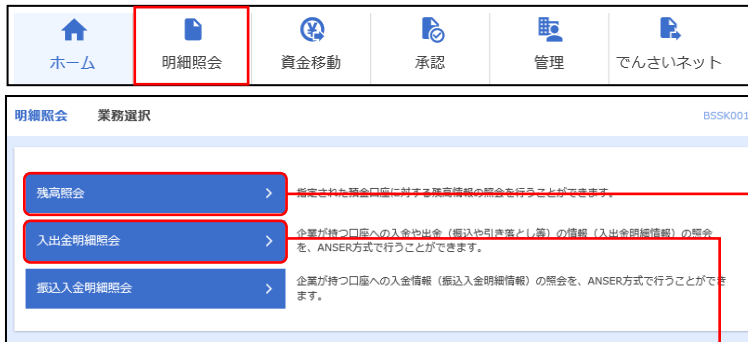 ホーム 明細照会 資金移動 承認 管理 でんさいネット
明細照会 業務選択 BSSK001
残高照会 指定された預金口座に対する残高情報の照会を行うことができます。
入出金明細照会 企業が持つ口座への入金や出金（振込や引き落とし等）の情報（入出金明細情報）の照会
を、ANSER方式で行うことができます。
振込入金明細照会 企業が持つ口座への入金情報（振込入金明細情報）の照会を、ANSER方式で行うことができ
ます。